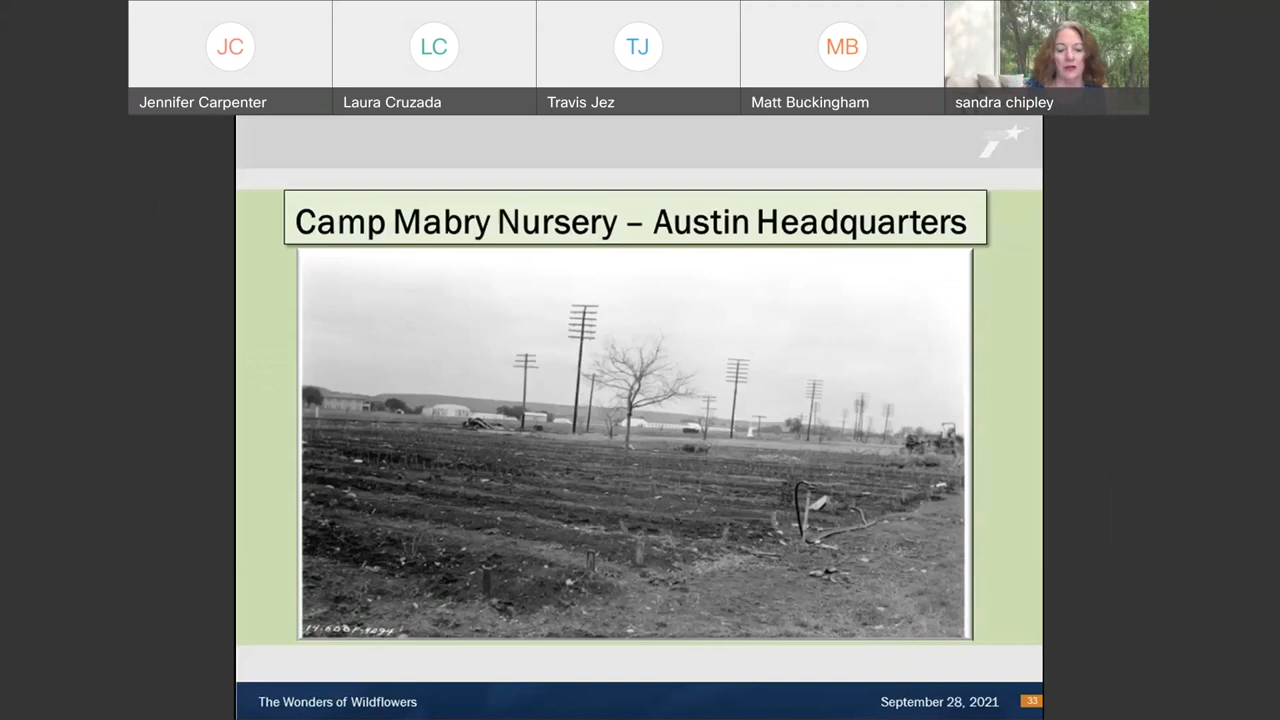 JC
LC
TJ
MB
Jennifer Carpenter
Laura Cruzada
Travis Jez
Matt Buckingham
sandra chipley
Camp Mabry Nursery – Austin Headquarters
The Wonders of Wildflowers
September 28, 2021
33